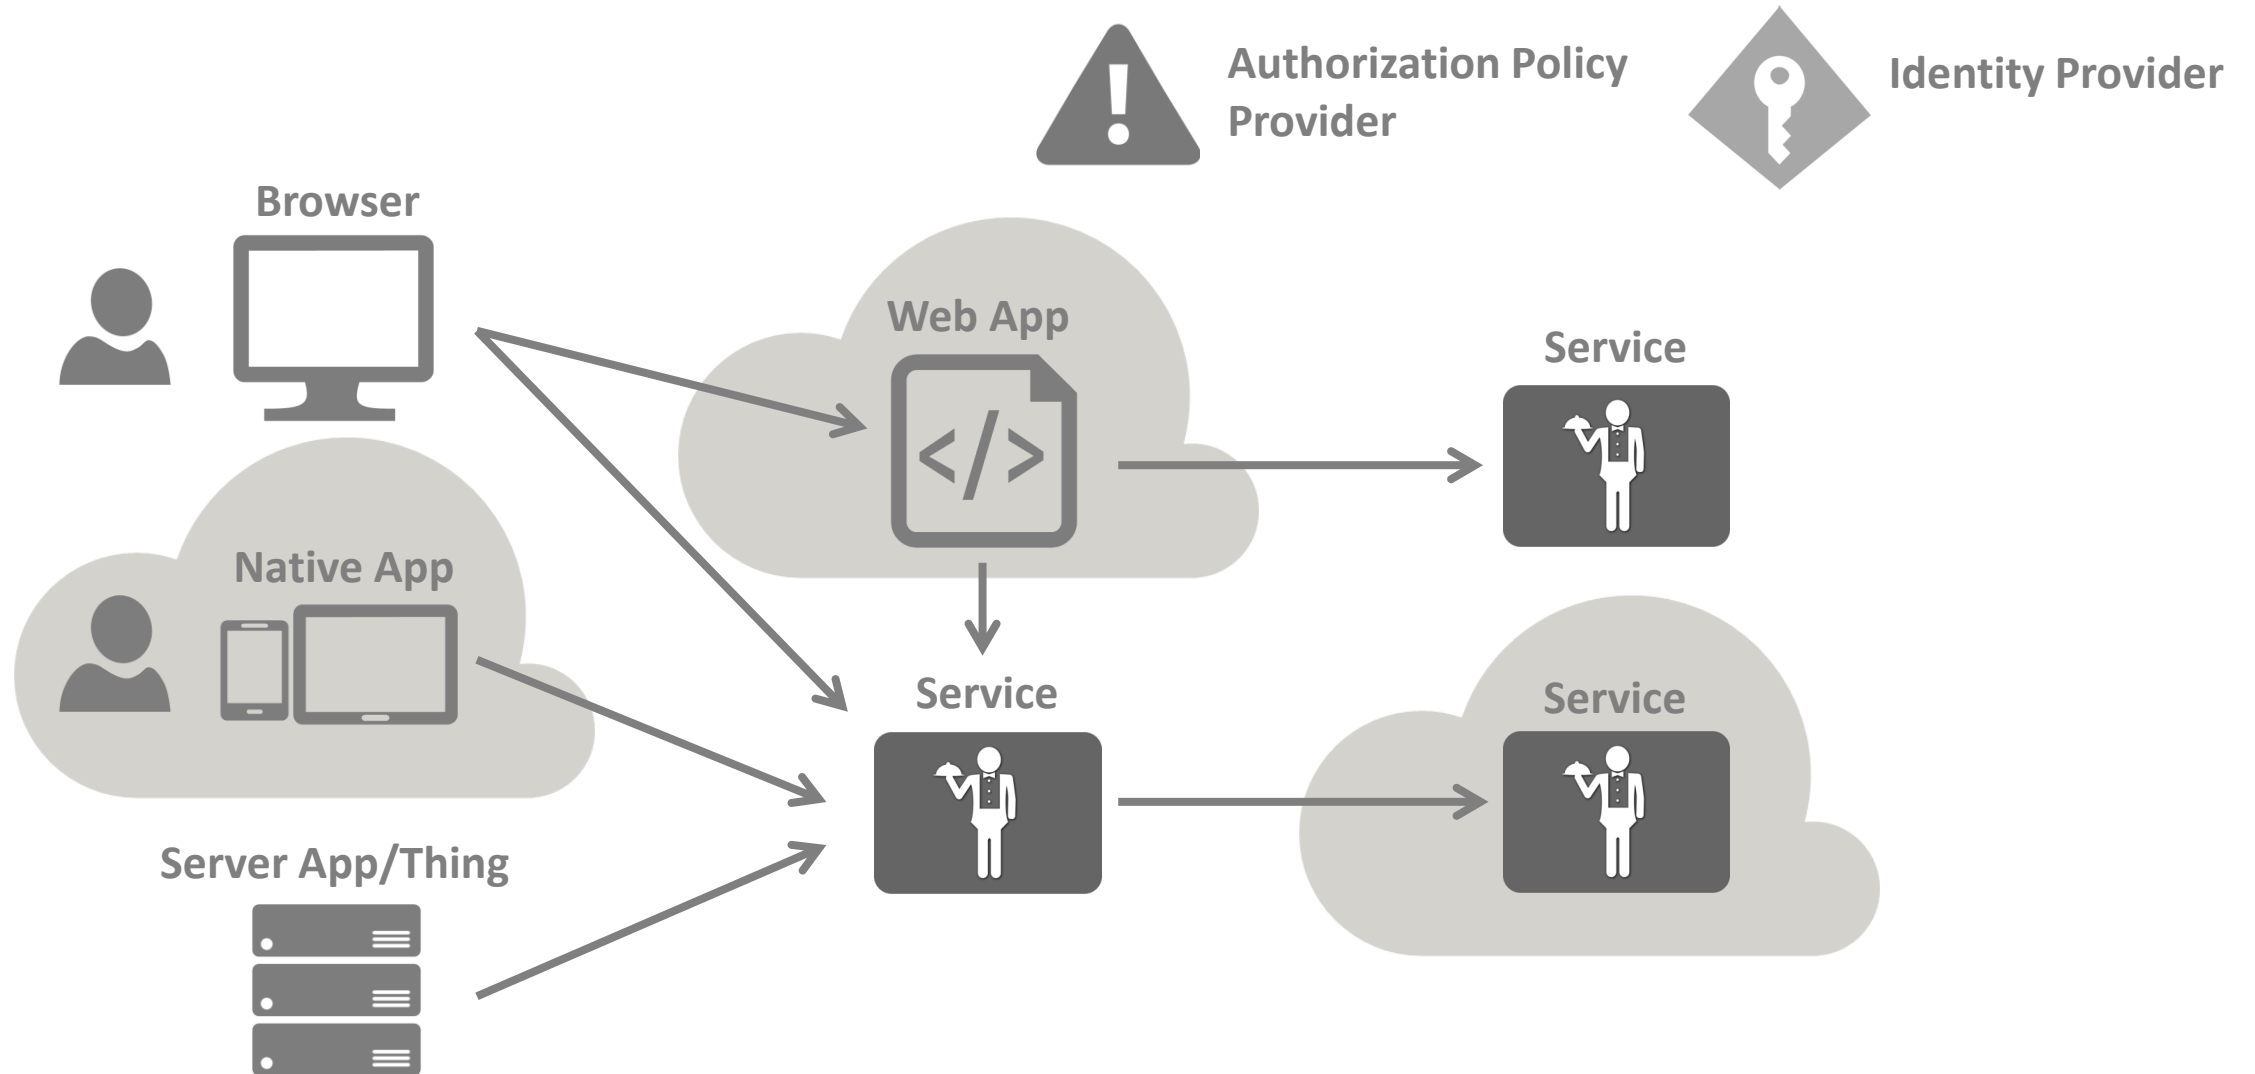 Authorization Policy
Provider
Identity Provider
Browser
Web App
</>
Service
Native App
Service
Service
Server App/Thing